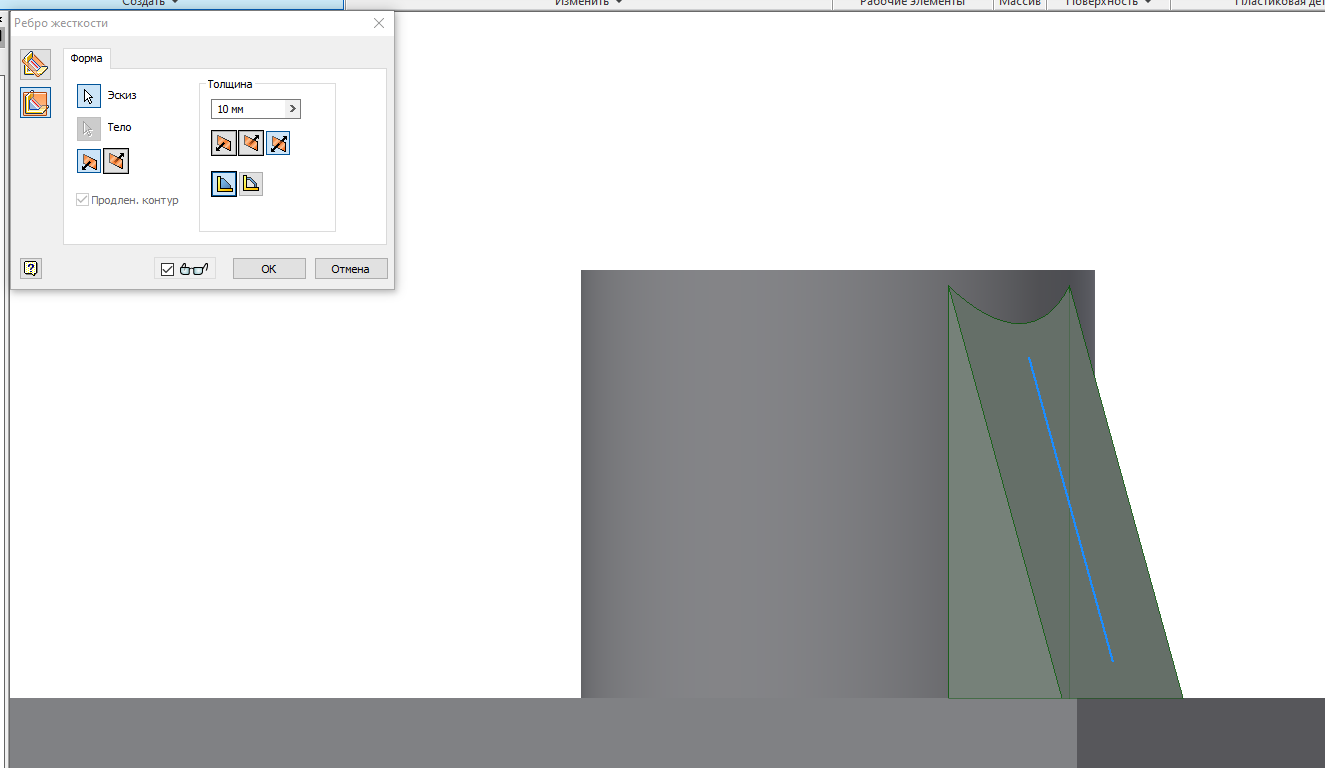 Создать
Изменить
Рабочие элементы
Массив
Поверхность
Пластиковая дет
Ребро жесткости
Форма
Эскиз
Тело
Продлен. контур
Толщина
10 мм
OK
Отмена